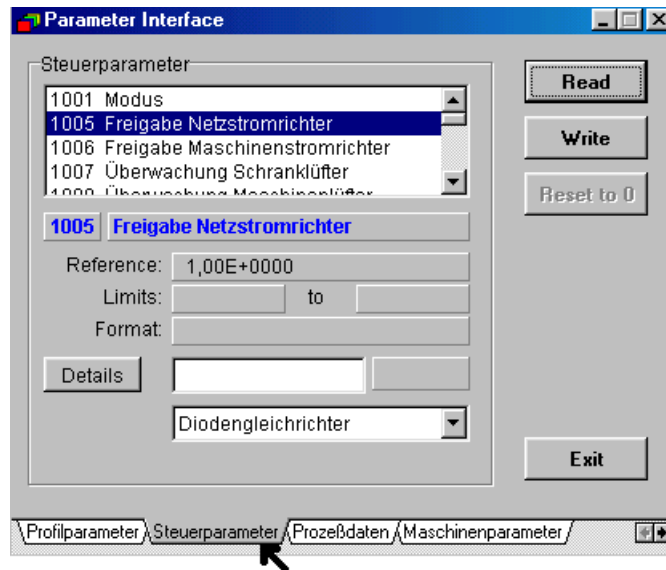 Parameter Interface
Steuerparameter
1001 Modus
1005 Freigabe Netzstromrichter
1006 Freigabe Maschinenstromrichter
1007 Überwachung Schranklüfter
Read
Write
Reset to 0
1005 Freigabe Netzstromrichter
Reference: 1,00E+0000
Limits: to
Format:
Details
Diodengleichrichter
Exit
Profilparameter Steuerparameter Prozeßdaten Maschinenparameter